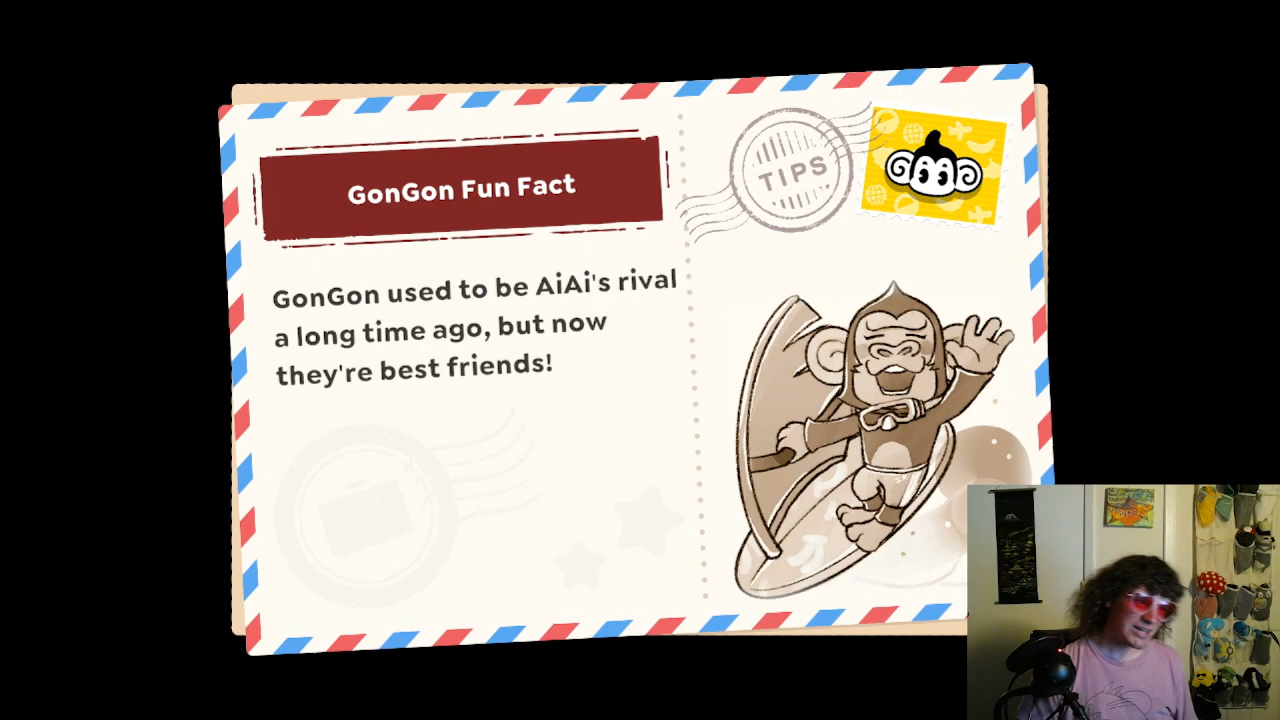 GonGon Fun Fact
TIPS
GonGon used to be AiAi's rival
a long time ago, but now
they're best friends!